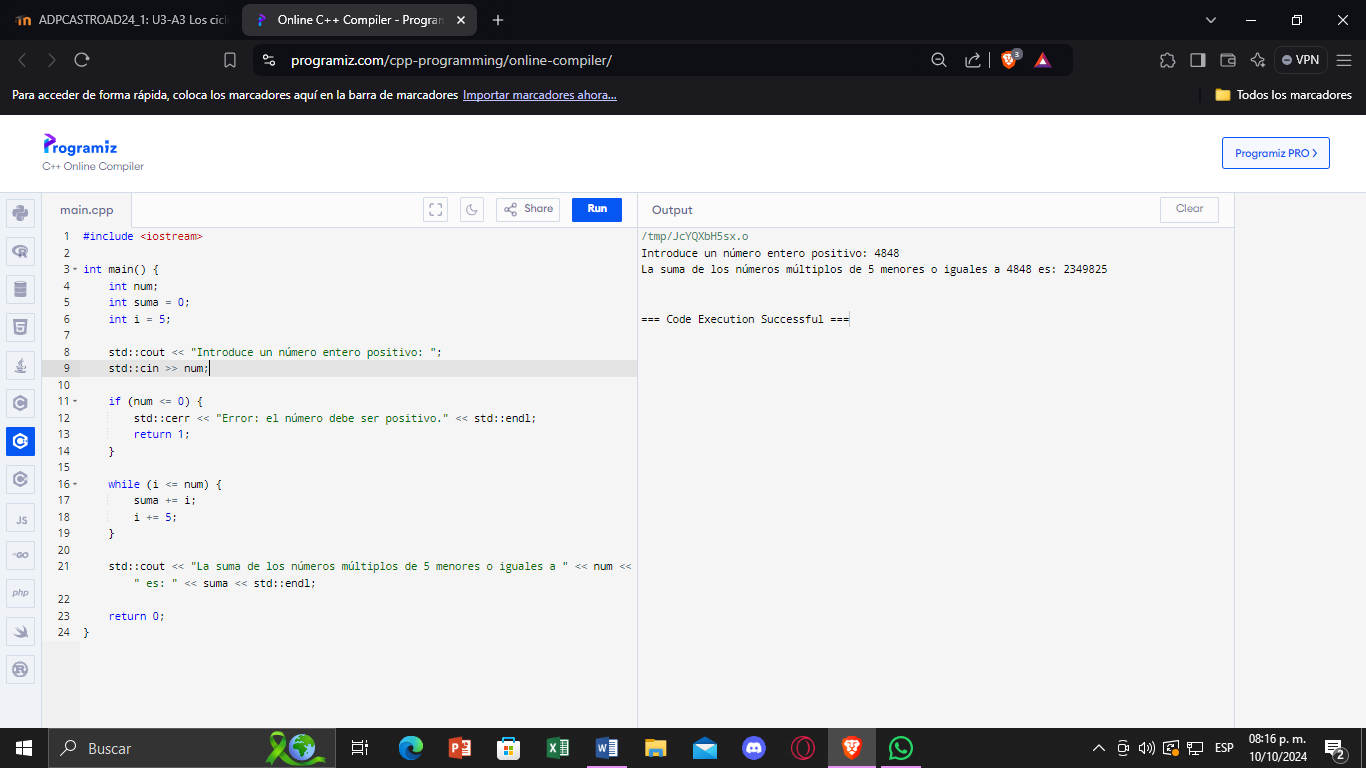 ADPCASTROAD24_1: U3-A3 Los cicl
Online C++ Compiler - Program
programiz.com/cpp-programming/online-compiler/
3
VPN
Para acceder de forma rápida, coloca los marcadores aquí en la barra de marcadores Importar marcadores ahora...
Todos los marcadores
Programiz
C++ Online Compiler
Programiz PRO >
main.cpp
Share
Run
Output
Clear
1 #include <iostream>
2
3 int main() {
4 int num;
5 int suma = 0;
6 int i = 5;
7
8 std::cout << "Introduce un número entero positivo: ";
9 std::cin >> num;
10
11 if (num <= 0) {
12 std::cerr << "Error: el número debe ser positivo." << std::endl;
13 return 1;
14 }
15
16 while (i <= num) {
17 suma += i;
18 i += 5;
19 }
20
21 std::cout << "La suma de los números múltiplos de 5 menores o iguales a " << num <<
" es: " << suma << std::endl;
22
23 return 0;
24 }
/tmp/JcYQXbH5sx.o
Introduce un número entero positivo: 4848
La suma de los números múltiplos de 5 menores o iguales a 4848 es: 2349825
=== Code Execution Successful ===
JS
GO
php
Buscar
ESP
08:16 p. m.
10/10/2024
2